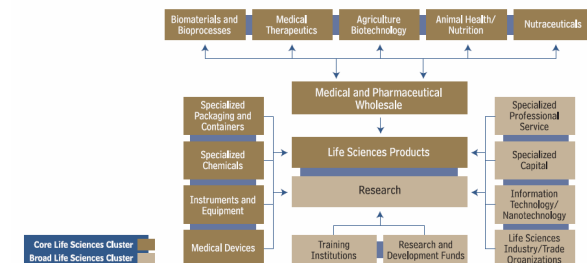 Biomaterials and
Bioprocesses
Medical
Therapeutics
Agriculture
Biotechnology
Animal Health/
Nutrition
Nutraceuticals
Medical and Pharmaceutical
Wholesale
Specialized
Packaging and
Containers
Specialized
Professional
Service
Life Sciences Products
Specialized
Chemicals
Specialized
Capital
Research
Instruments and
Equipment
Information
Technology/
Nanotechnology
Medical Devices
Training
Institutions
Research and
Development Funds
Life Sciences
Industry/Trade
Organizations
Core Life Sciences Cluster
Broad Life Sciences Cluster